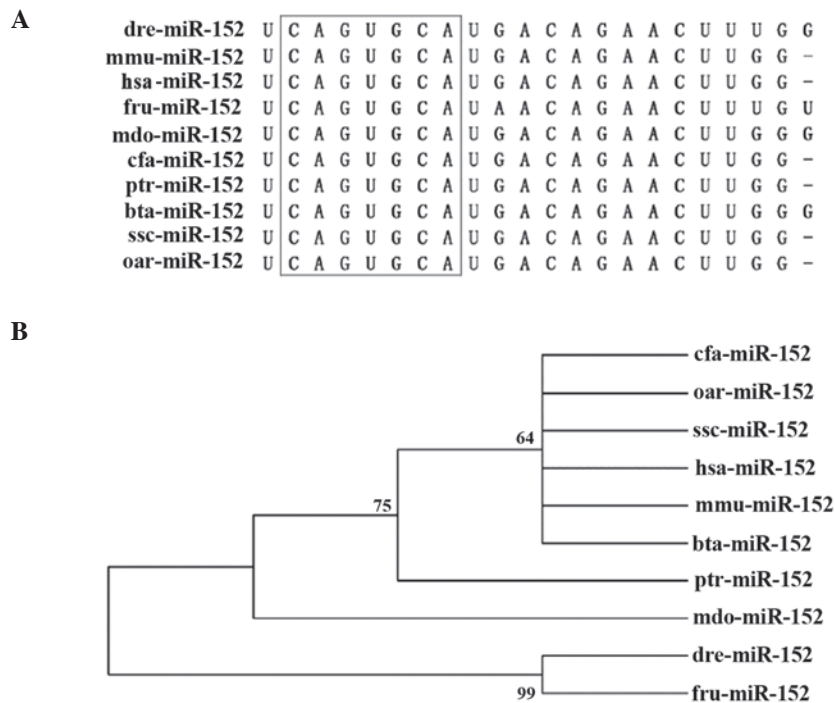 A
dre-miR-152 U C A G U G C A U G A C A G A A C U U U G G
mmu-miR-152 U C A G U G C A U G A C A G A A C U U G G -
hsa-miR-152 U C A G U G C A U G A C A G A A C U U G G -
fru-miR-152 U C A G U G C A U A A C A G A A C U U U G U
mdo-miR-152 U C A G U G C A U G A C A G A A C U U G G G
cfa-miR-152 U C A G U G C A U G A C A G A A C U U G G -
ptr-miR-152 U C A G U G C A U G A C A G A A C U U G G -
bta-miR-152 U C A G U G C A U G A C A G A A C U U G G G
ssc-miR-152 U C A G U G C A U G A C A G A A C U U G G -
oar-miR-152 U C A G U G C A U G A C A G A A C U U G G -
B
cfa-miR-152
oar-miR-152
64 ssc-miR-152
hsa-miR-152
75 mmu-miR-152
bta-miR-152
ptr-miR-152
mdo-miR-152
dre-miR-152
99 fru-miR-152